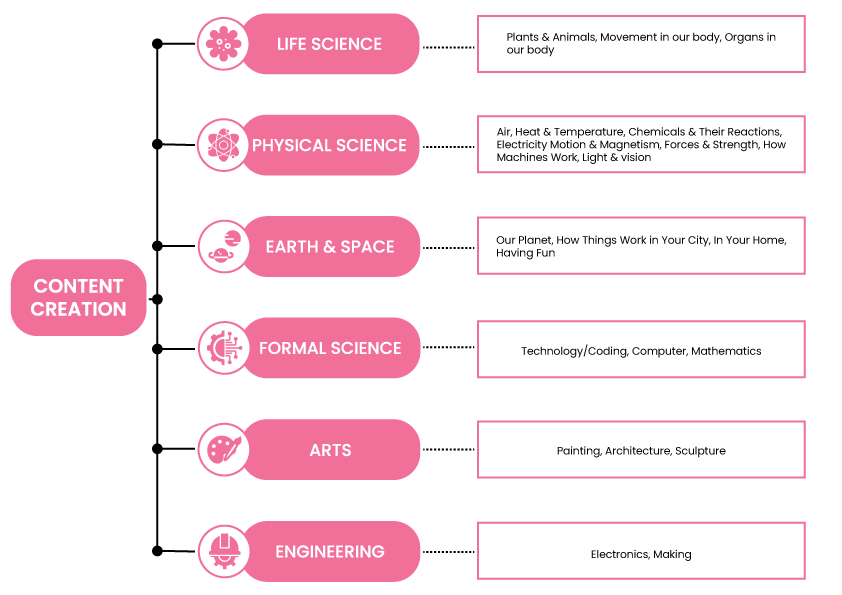 LIFE SCIENCE
Plants & Animals, Movement in our body, Organs in
our body
PHYSICAL SCIENCE
Air, Heat & Temperature, Chemicals & Their Reactions,
Electricity Motion & Magnetism, Forces & Strength, How
Machines Work, Light & vision
EARTH & SPACE
Our Planet, How Things Work in Your City, In Your Home,
Having Fun
CONTENT
CREATION
FORMAL SCIENCE
Technology/Coding, Computer, Mathematics
ARTS
Painting, Architecture, Sculpture
ENGINEERING
Electronics, Making